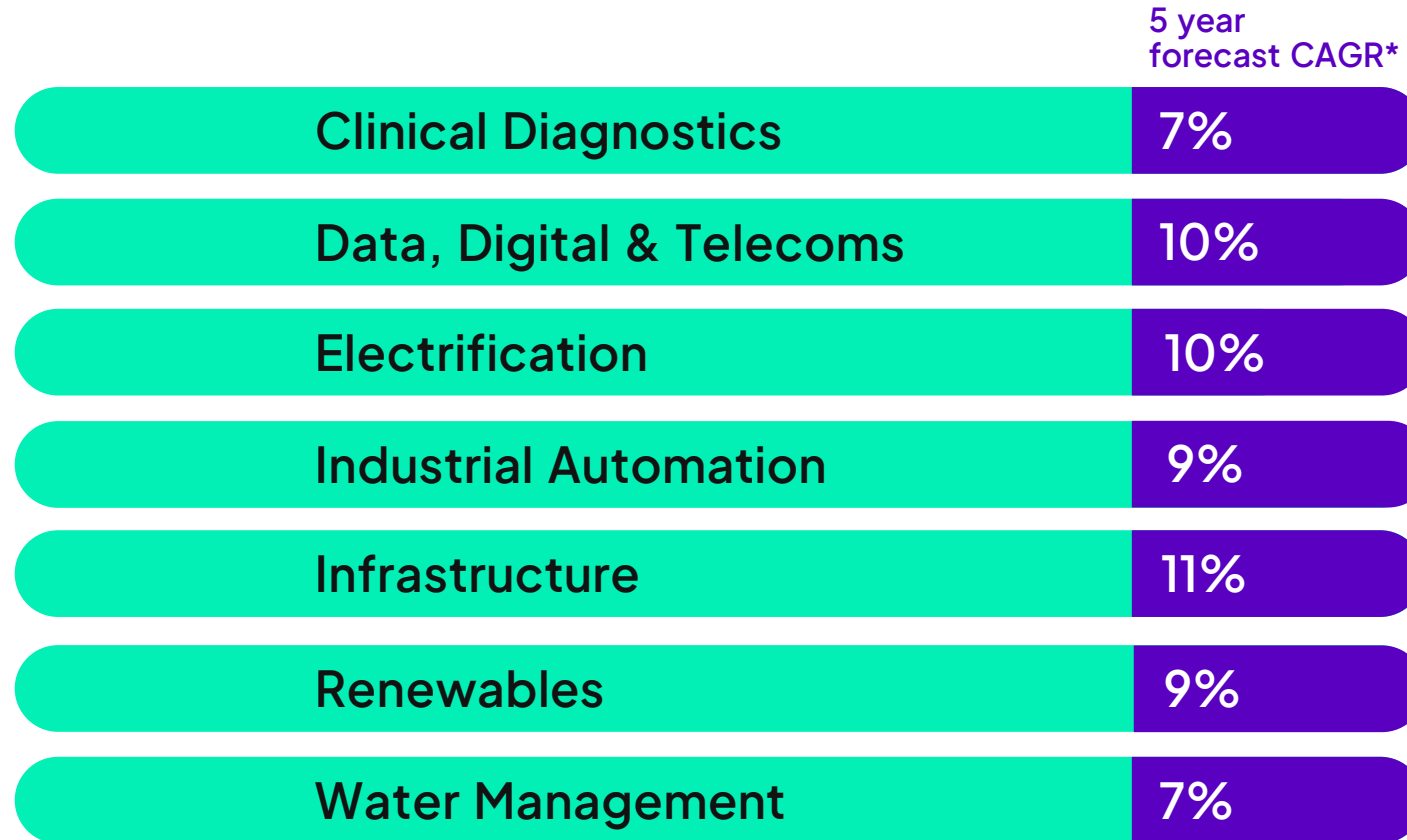 5 year
forecast CAGR*
Clinical Diagnostics 7%
Data, Digital & Telecoms 10%
Electrification 10%
Industrial Automation 9%
Infrastructure 11%
Renewables 9%
Water Management 7%